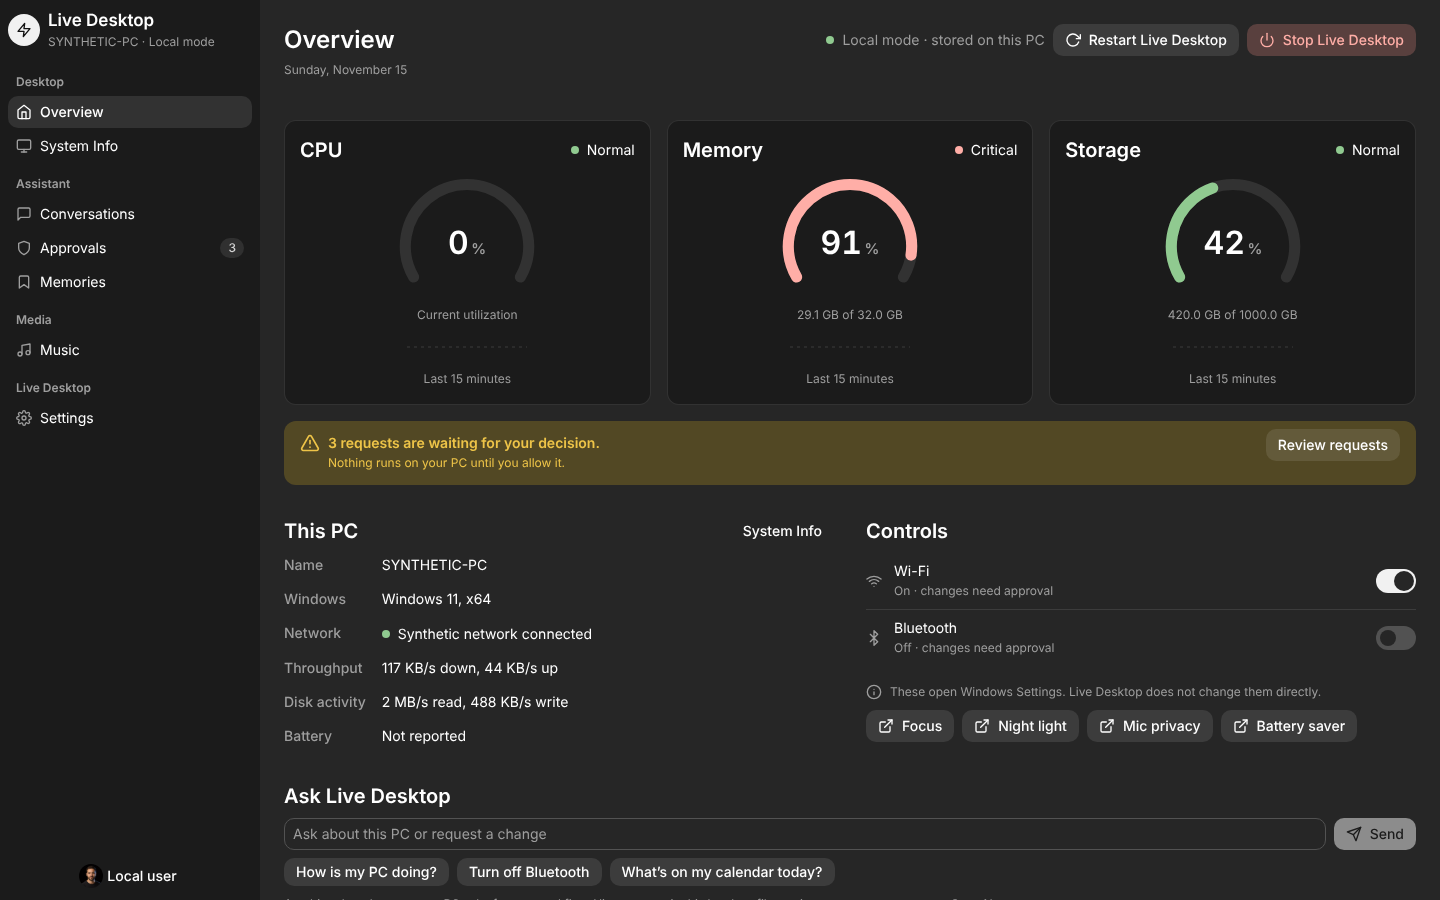 Live Desktop
SYNTHETIC-PC · Local mode
Desktop
Overview
System Info
Assistant
Conversations
Approvals 3
Memories
Media
Music
Live Desktop
Settings
Local user
Overview
Sunday, November 15
Local mode · stored on this PC
Restart Live Desktop
Stop Live Desktop
CPU
Normal
0 %
Current utilization
Last 15 minutes
Memory
Critical
91 %
29.1 GB of 32.0 GB
Last 15 minutes
Storage
Normal
42 %
420.0 GB of 1000.0 GB
Last 15 minutes
3 requests are waiting for your decision.
Nothing runs on your PC until you allow it.
Review requests
This PC
System Info
Name SYNTHETIC-PC
Windows Windows 11, x64
Network Synthetic network connected
Throughput 117 KB/s down, 44 KB/s up
Disk activity 2 MB/s read, 488 KB/s write
Battery Not reported
Controls
Wi-Fi
On · changes need approval
Bluetooth
Off · changes need approval
These open Windows Settings. Live Desktop does not change them directly.
Focus
Night light
Mic privacy
Battery saver
Ask Live Desktop
Ask about this PC or request a change
Send
How is my PC doing?
Turn off Bluetooth
What's on my calendar today?